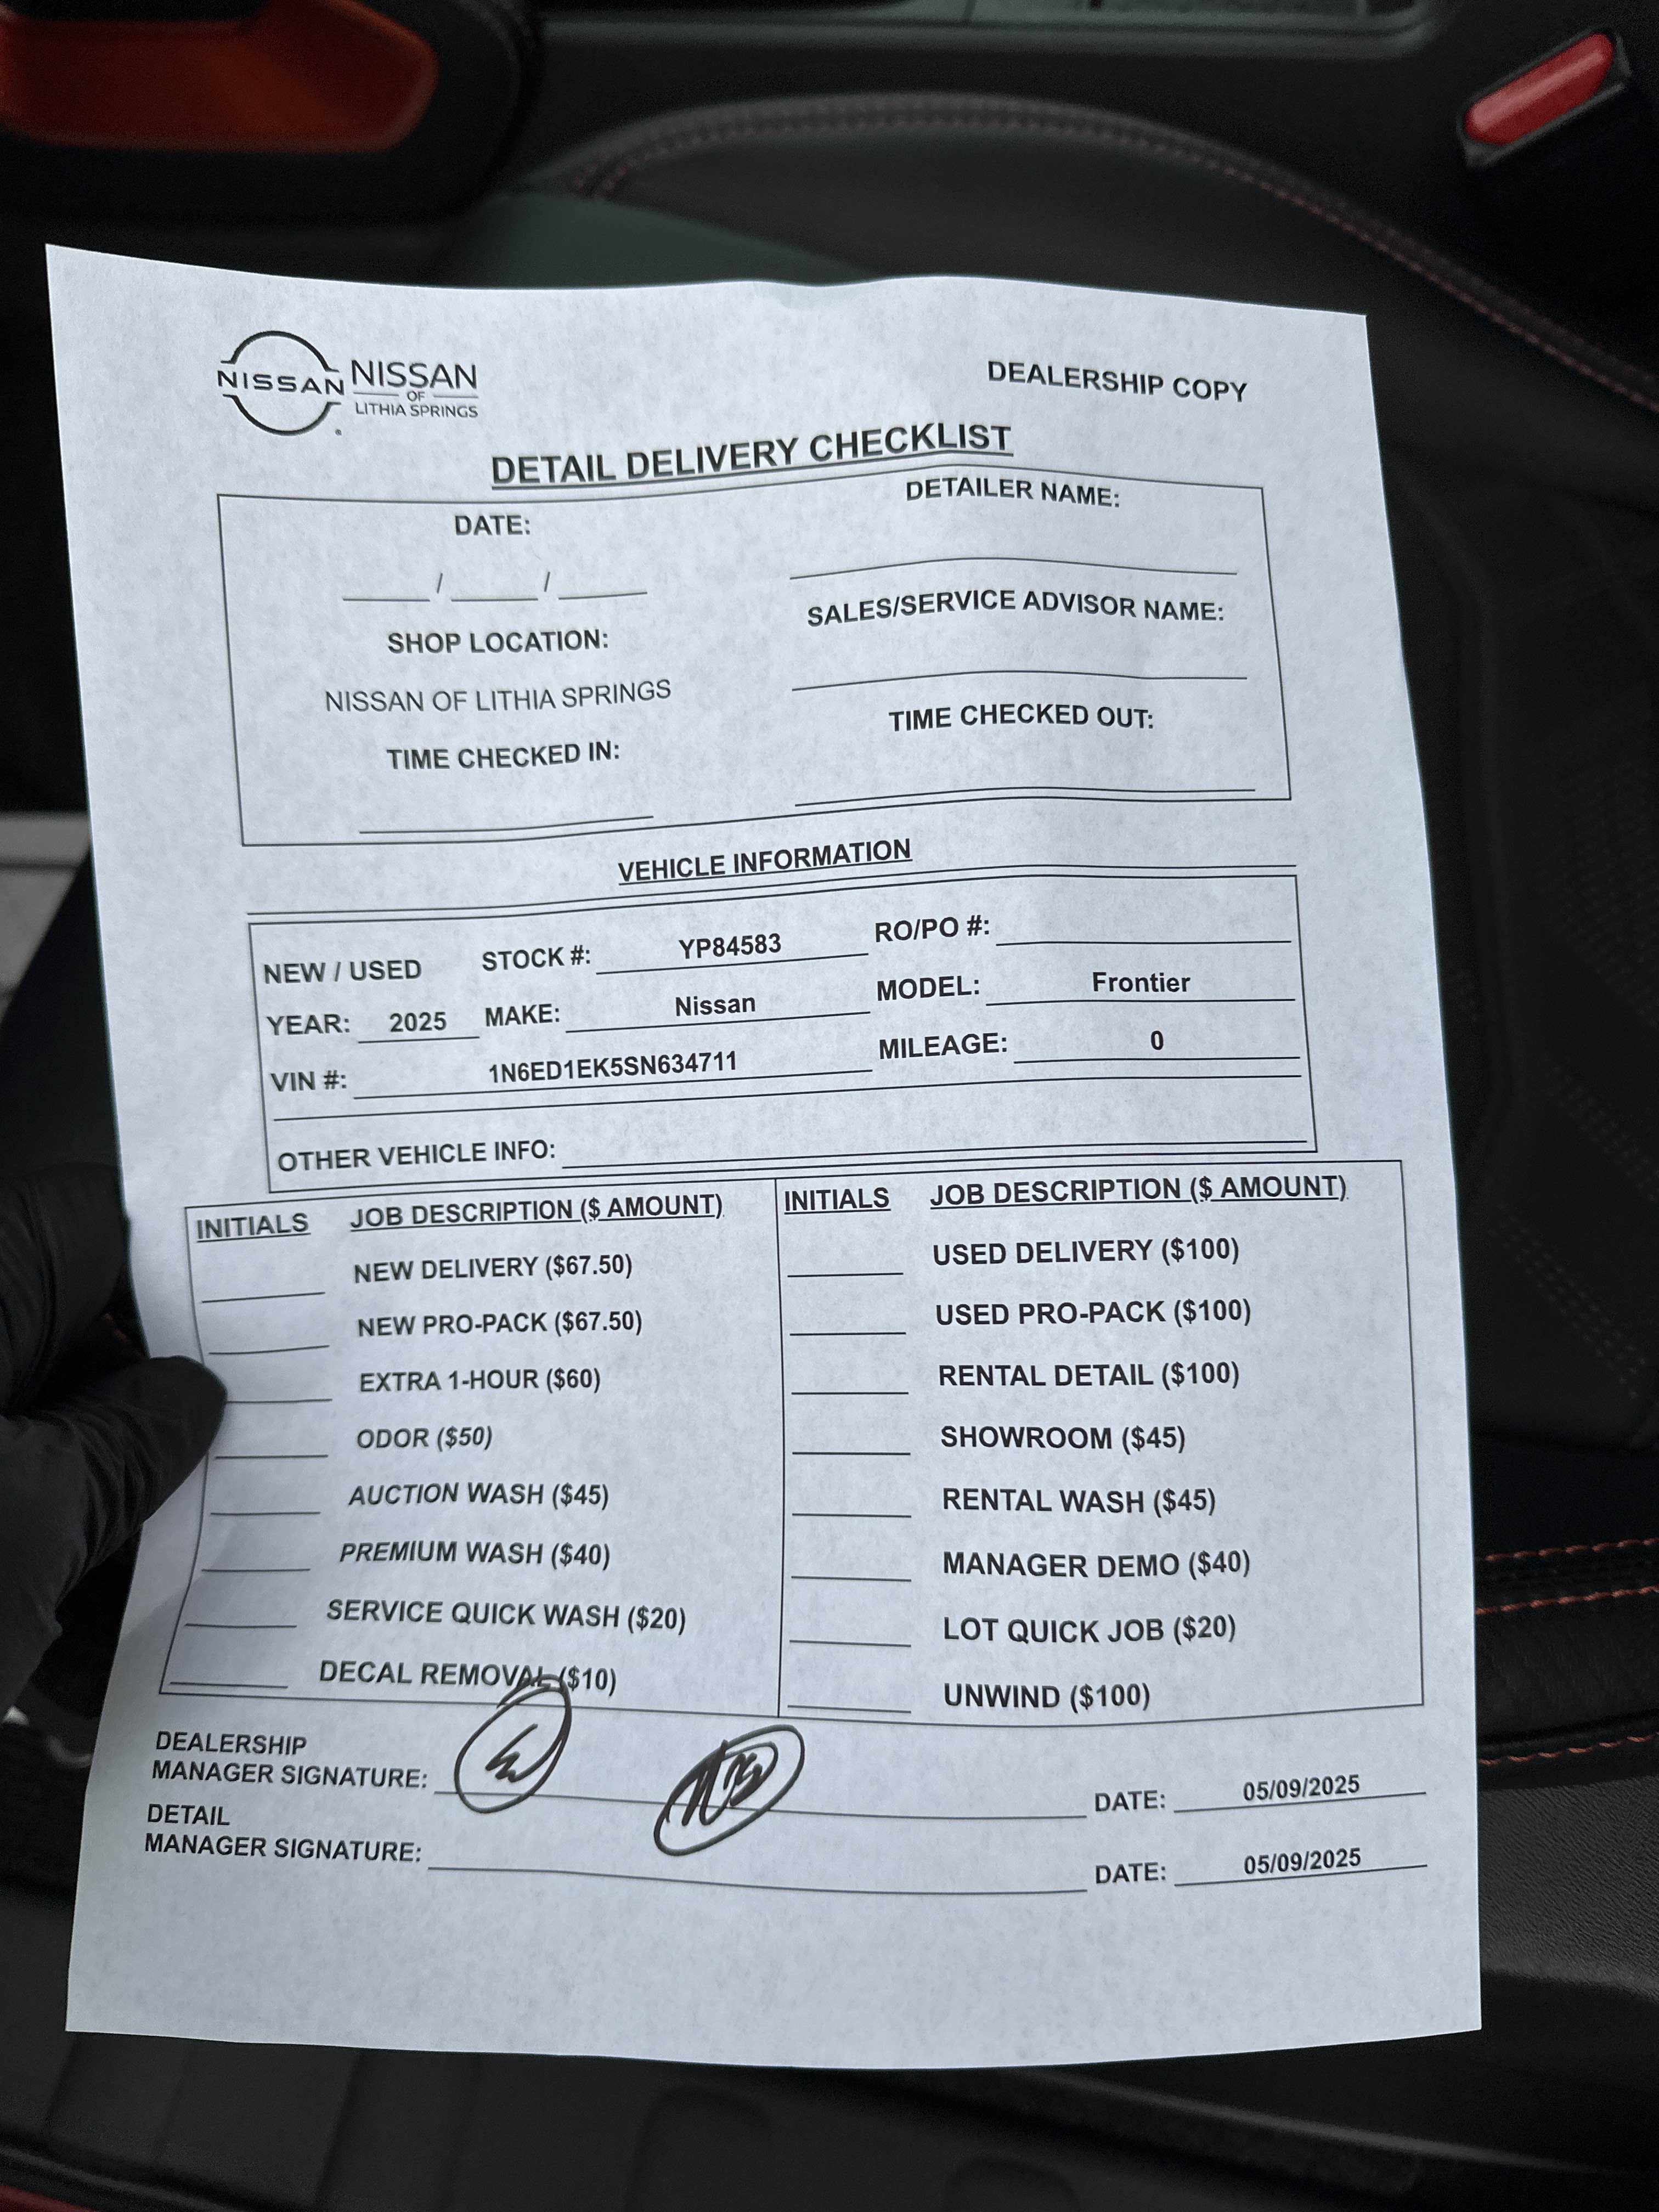 NISSAN
NISSAN
OF
LITHIA SPRINGS
DEALERSHIP COPY
DETAIL DELIVERY CHECKLIST
DATE:
DETAILER NAME:
/ /
SHOP LOCATION:
SALES/SERVICE ADVISOR NAME:
NISSAN OF LITHIA SPRINGS
TIME CHECKED IN:
TIME CHECKED OUT:
VEHICLE INFORMATION
NEW / USED STOCK #: YP84583 RO/PO #:
YEAR: 2025 MAKE: Nissan MODEL: Frontier
VIN #: 1N6ED1EK5SN634711 MILEAGE: 0
OTHER VEHICLE INFO:
INITIALS JOB DESCRIPTION ($ AMOUNT)
NEW DELIVERY ($67.50)
NEW PRO-PACK ($67.50)
EXTRA 1-HOUR ($60)
ODOR ($50)
AUCTION WASH ($45)
PREMIUM WASH ($40)
SERVICE QUICK WASH ($20)
DECAL REMOVAL ($10)
INITIALS JOB DESCRIPTION ($ AMOUNT)
USED DELIVERY ($100)
USED PRO-PACK ($100)
RENTAL DETAIL ($100)
SHOWROOM ($45)
RENTAL WASH ($45)
MANAGER DEMO ($40)
LOT QUICK JOB ($20)
UNWIND ($100)
DEALERSHIP
MANAGER SIGNATURE: DATE: 05/09/2025
DETAIL
MANAGER SIGNATURE: DATE: 05/09/2025